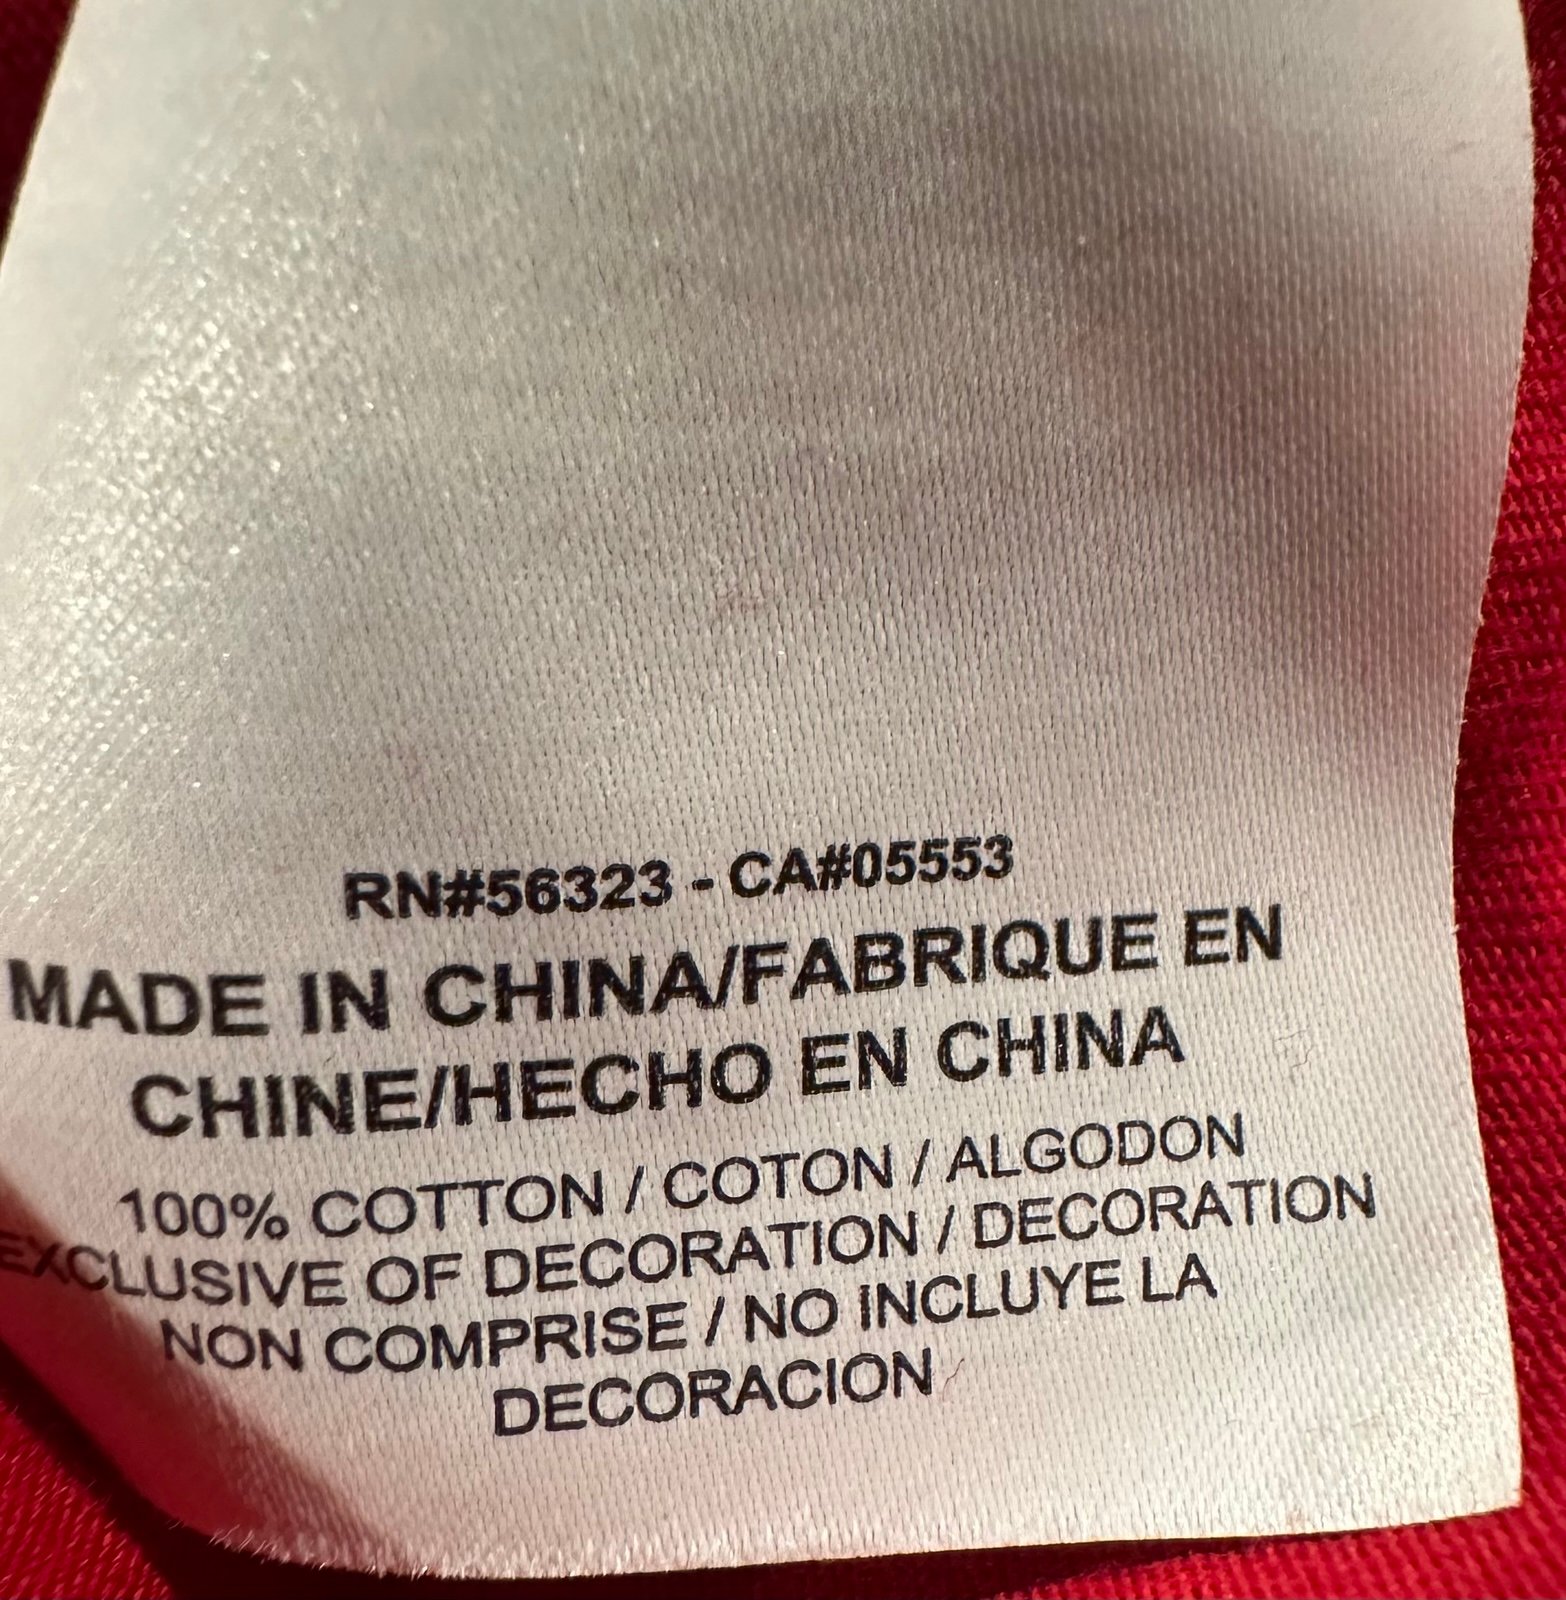 RN#56323 - CA#05553
MADE IN CHINA/FABRIQUE EN
CHINE/HECHO EN CHINA
100% COTTON / COTON / ALGODON
EXCLUSIVE OF DECORATION / DECORATION
NON COMPRISE / NO INCLUYE LA
DECORACION